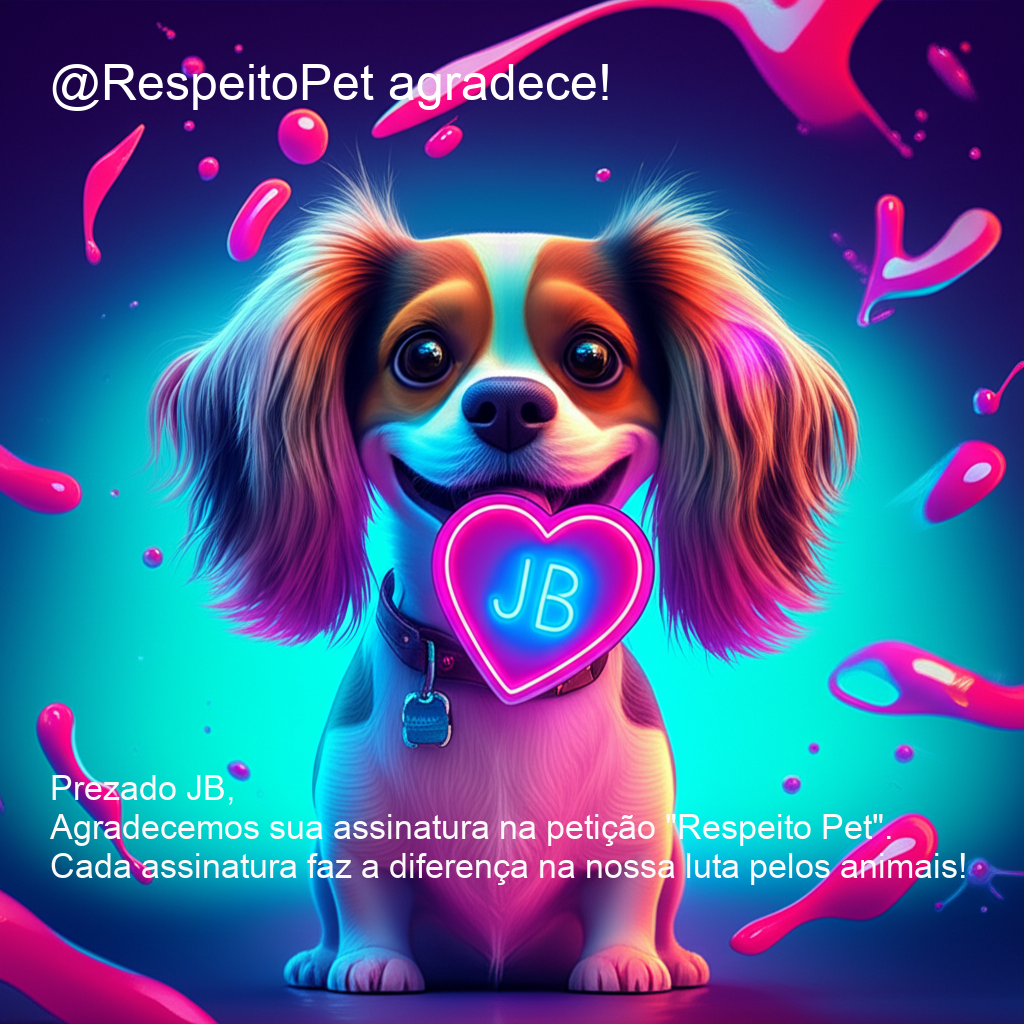 @RespeitoPet agradece!
JB
Prezado JB,
Agradecemos sua assinatura na petição "Respeito Pet".
Cada assinatura faz a diferença na nossa luta pelos animais!